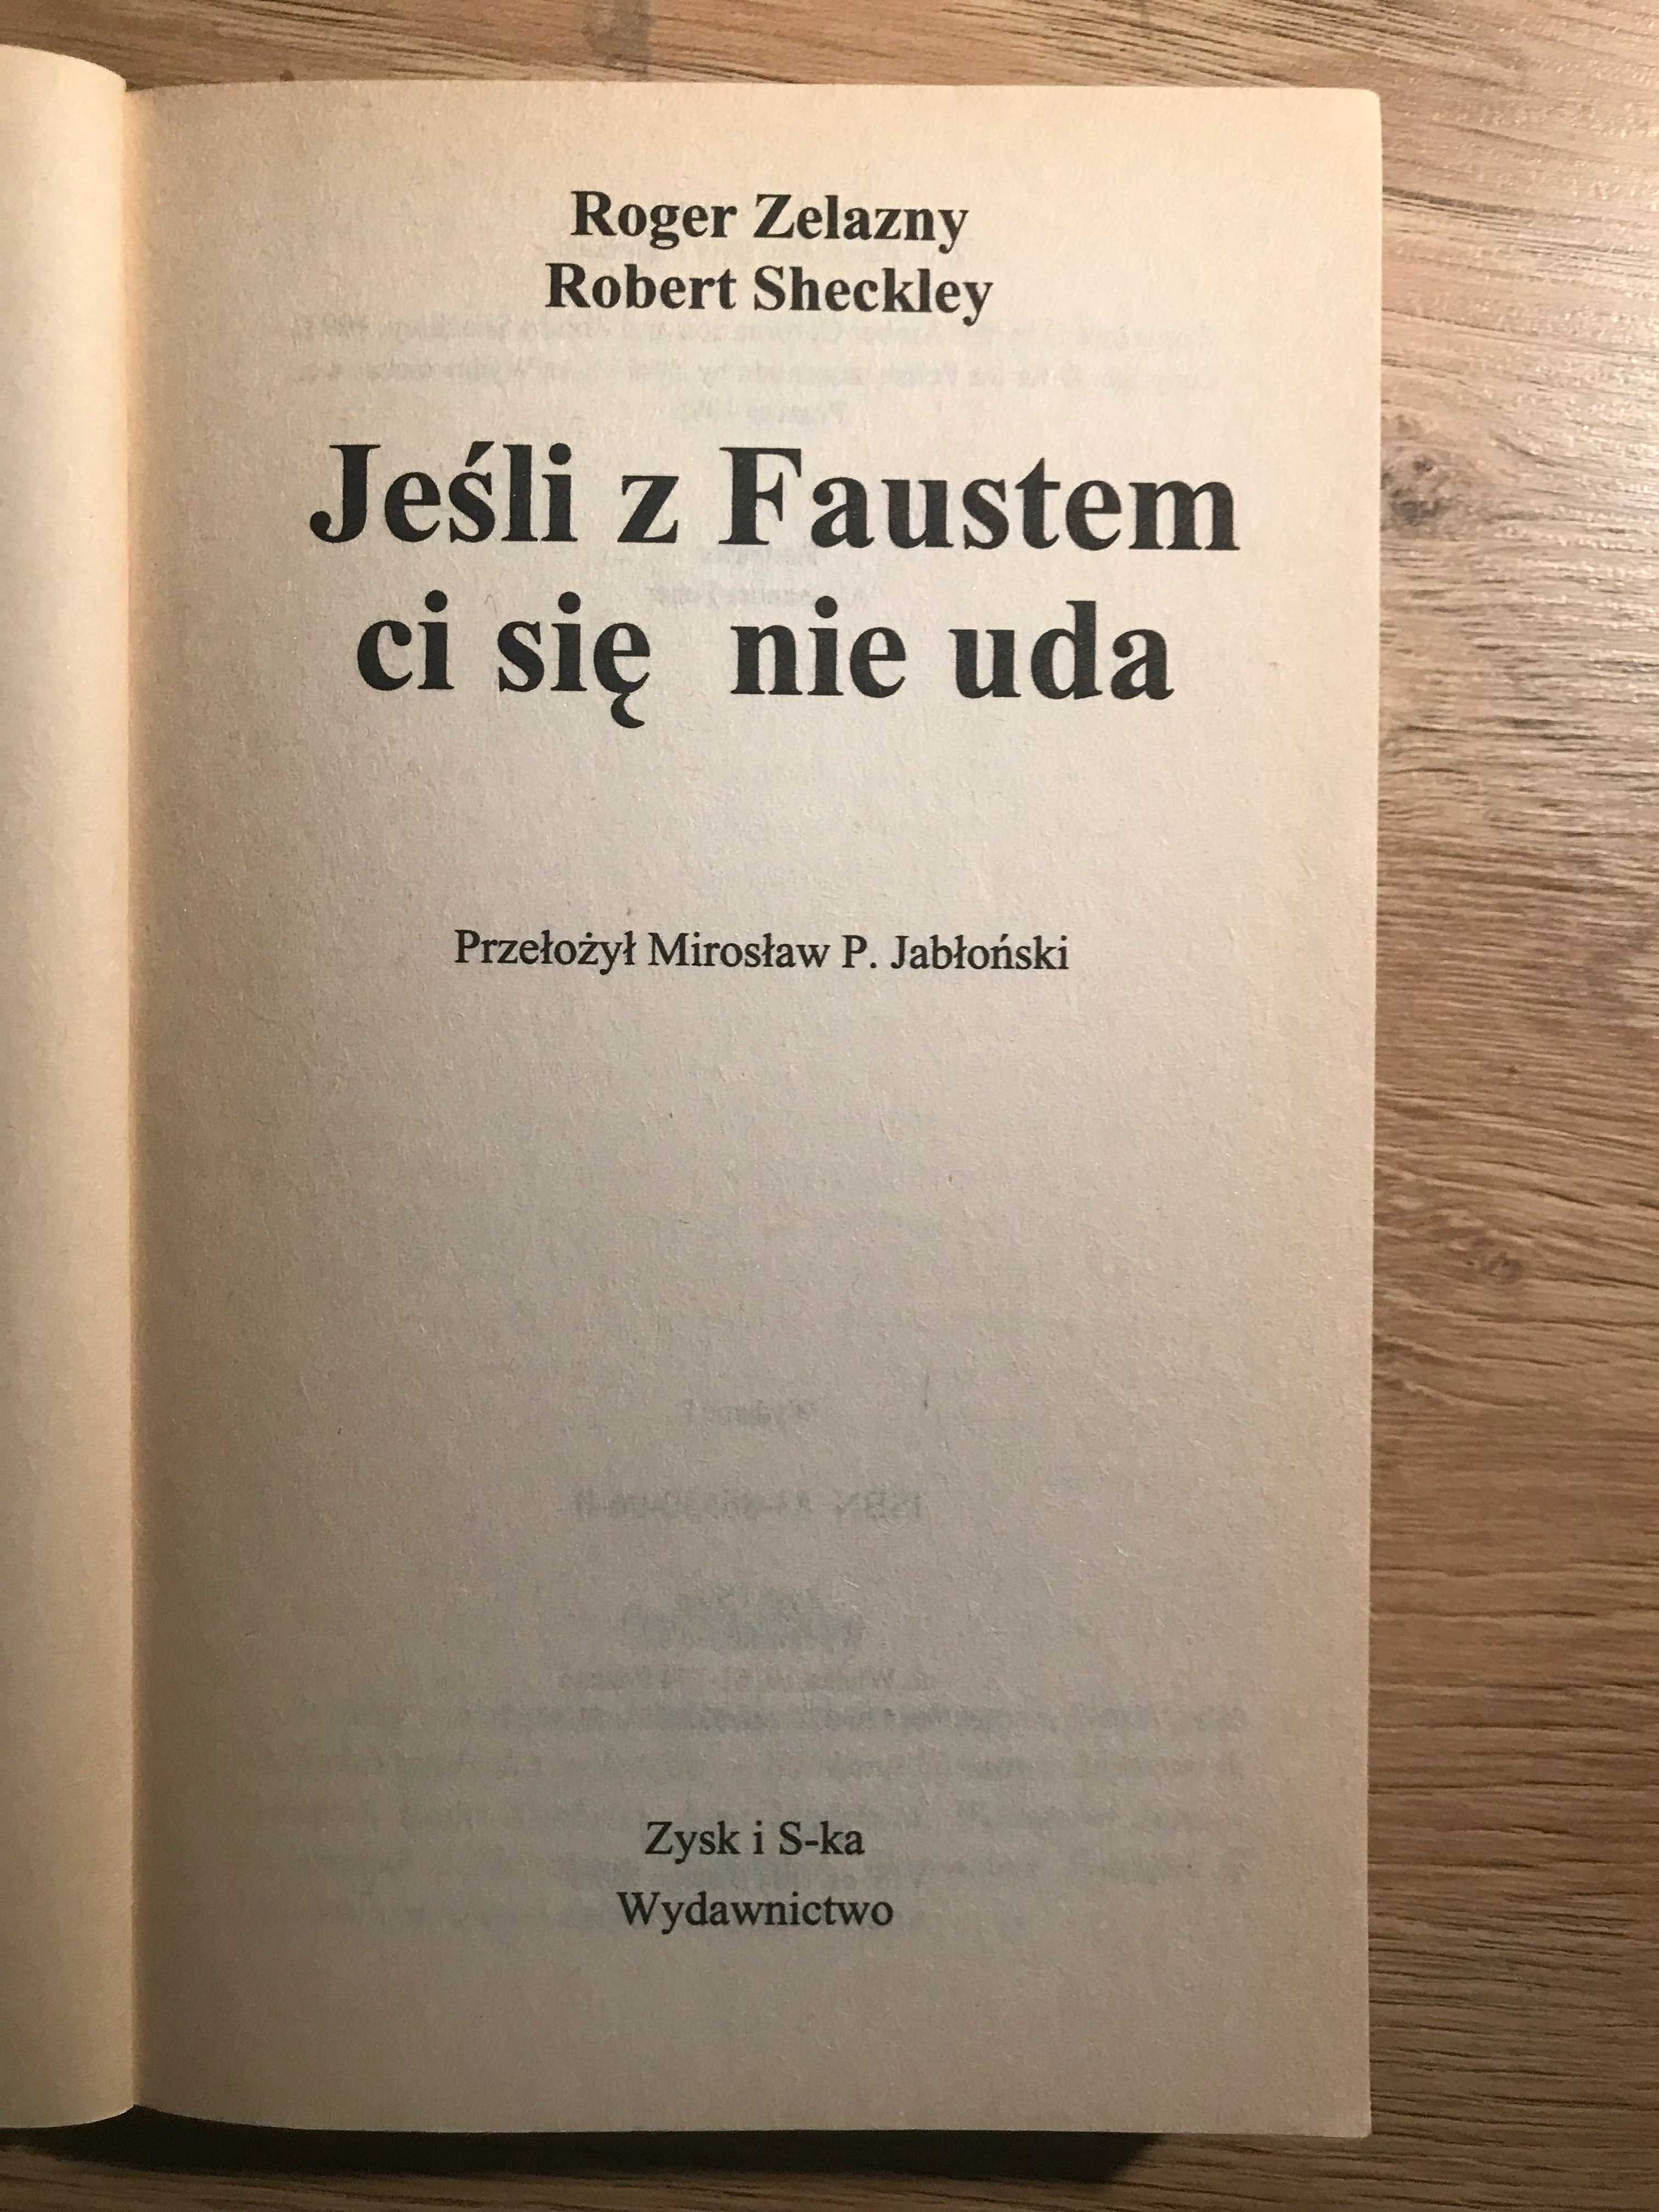 Roger Zelazny
Robert Sheckley
Jeśli z Faustem
ci się nie uda
Przełożył Mirosław P. Jabłoński
Zysk i S-ka
Wydawnictwo